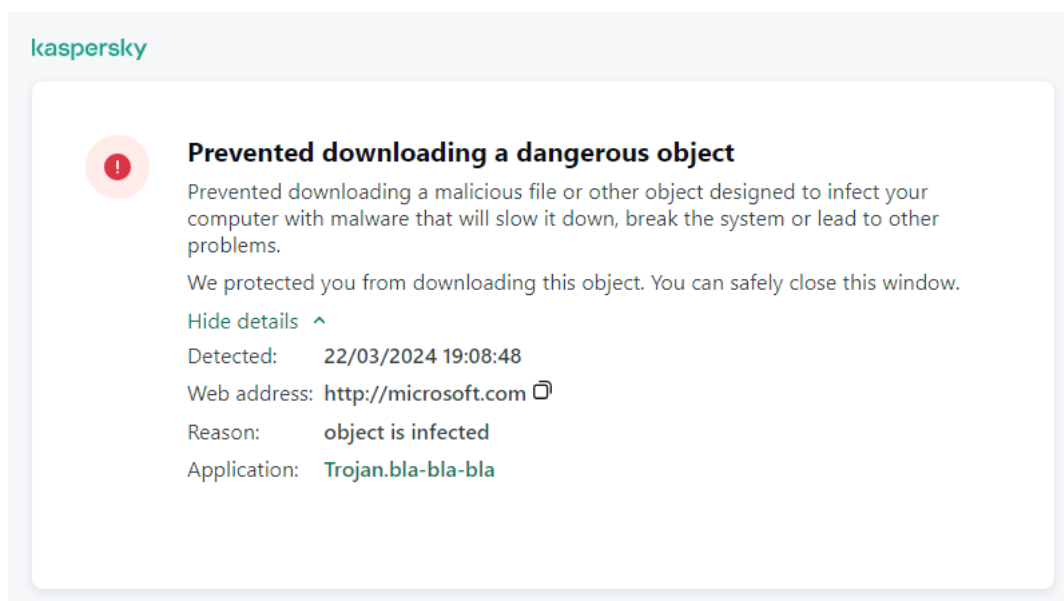 kaspersky
Prevented downloading a dangerous object
Prevented downloading a malicious file or other object designed to infect your
computer with malware that will slow it down, break the system or lead to other
problems.
We protected you from downloading this object. You can safely close this window.
Hide details
Detected: 22/03/2024 19:08:48
Web address: http://microsoft.com
Reason: object is infected
Application: Trojan.bla-bla-bla